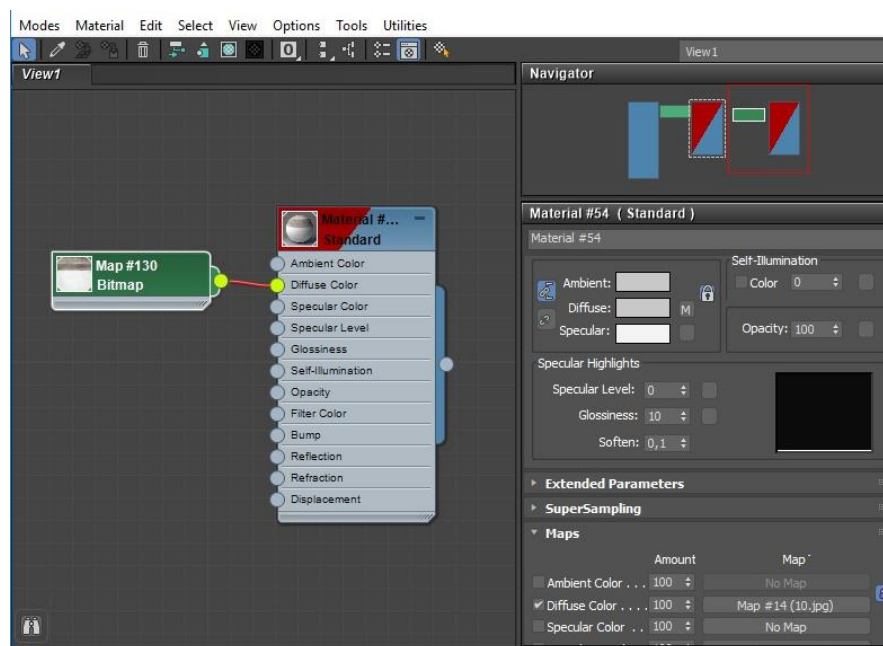 Modes Material Edit Select View Options Tools Utilities
View1
View1
Navigator
Map #130
Bitmap
Material #...
Standard
Ambient Color
Diffuse Color
Specular Color
Specular Level
Glossiness
Self-Illumination
Opacity
Filter Color
Bump
Reflection
Refraction
Displacement
Material #54 ( Standard )
Material #54
Ambient:
Diffuse: M
Specular:
Self-Illumination
Color 0
Opacity: 100
Specular Highlights
Specular Level: 0
Glossiness: 10
Soften: 0,1
Extended Parameters
SuperSampling
Maps
Amount Map
Ambient Color . . . 100 No Map
Diffuse Color . . . . 100 Map #14 (10.jpg)
Specular Color . . 100 No Map